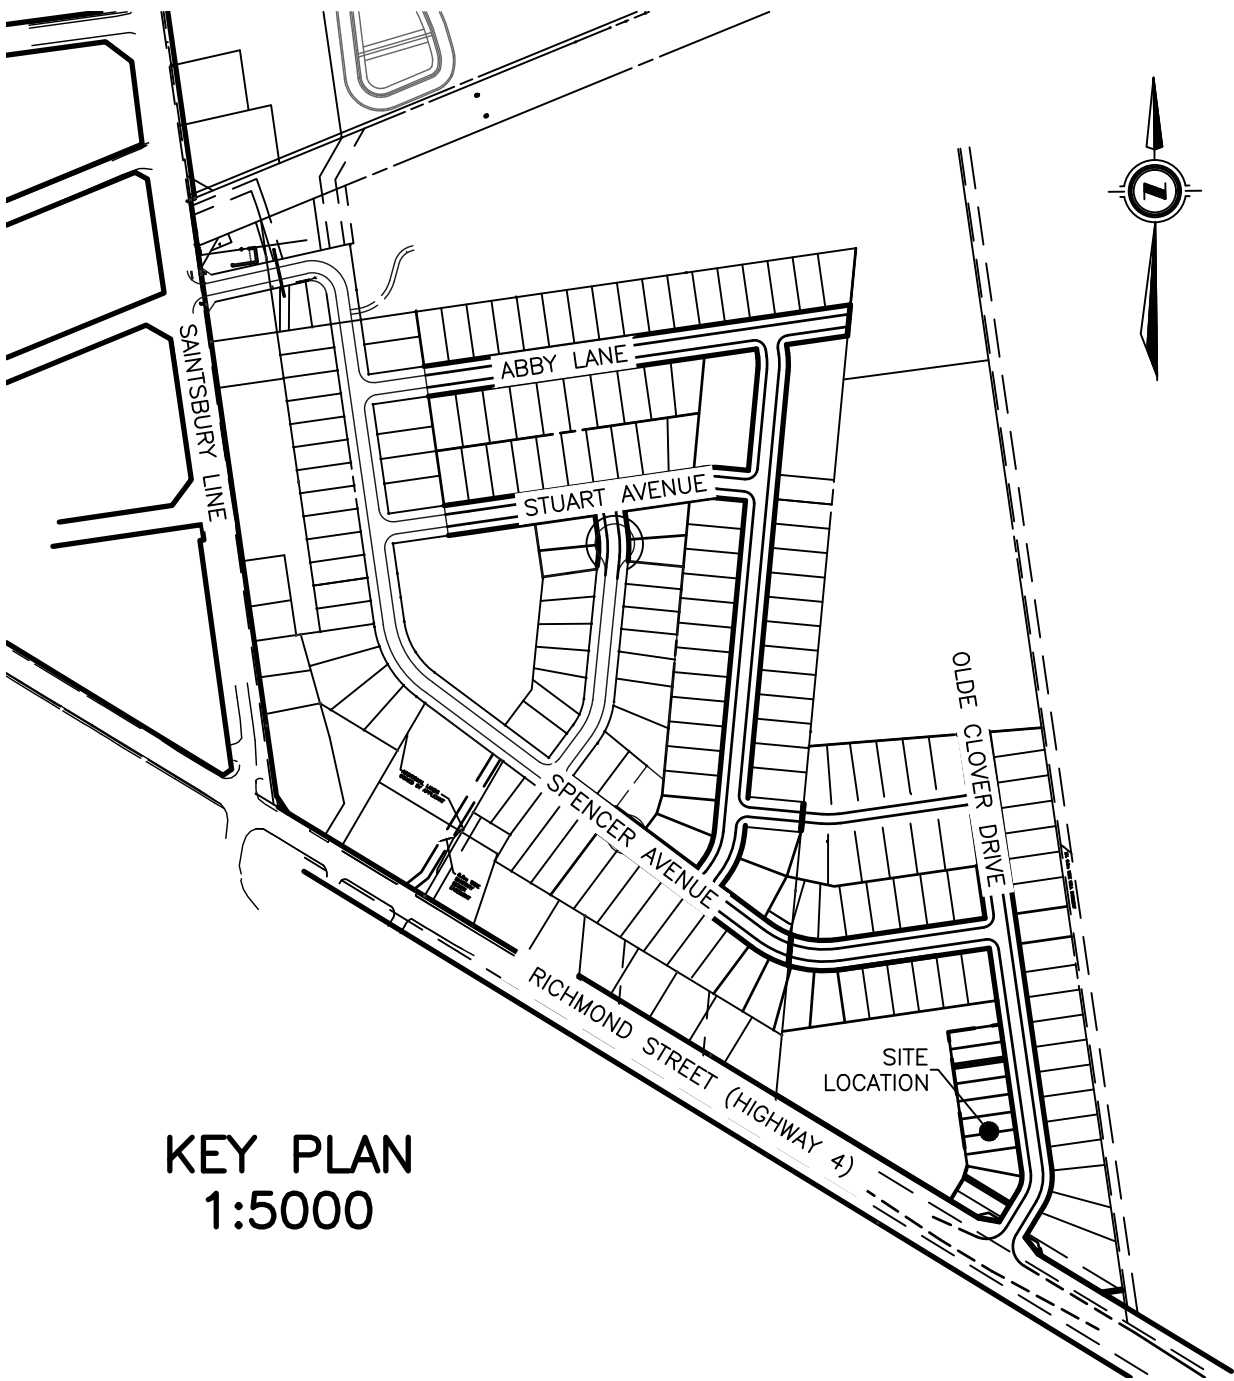 ABBY LANE
SAINTSBURY LINE
STUART AVENUE
OLDE CLOVER DRIVE
SPENCER AVENUE
RICHMOND STREET (HIGHWAY 4)
SITE
LOCATION
KEY PLAN
1:5000